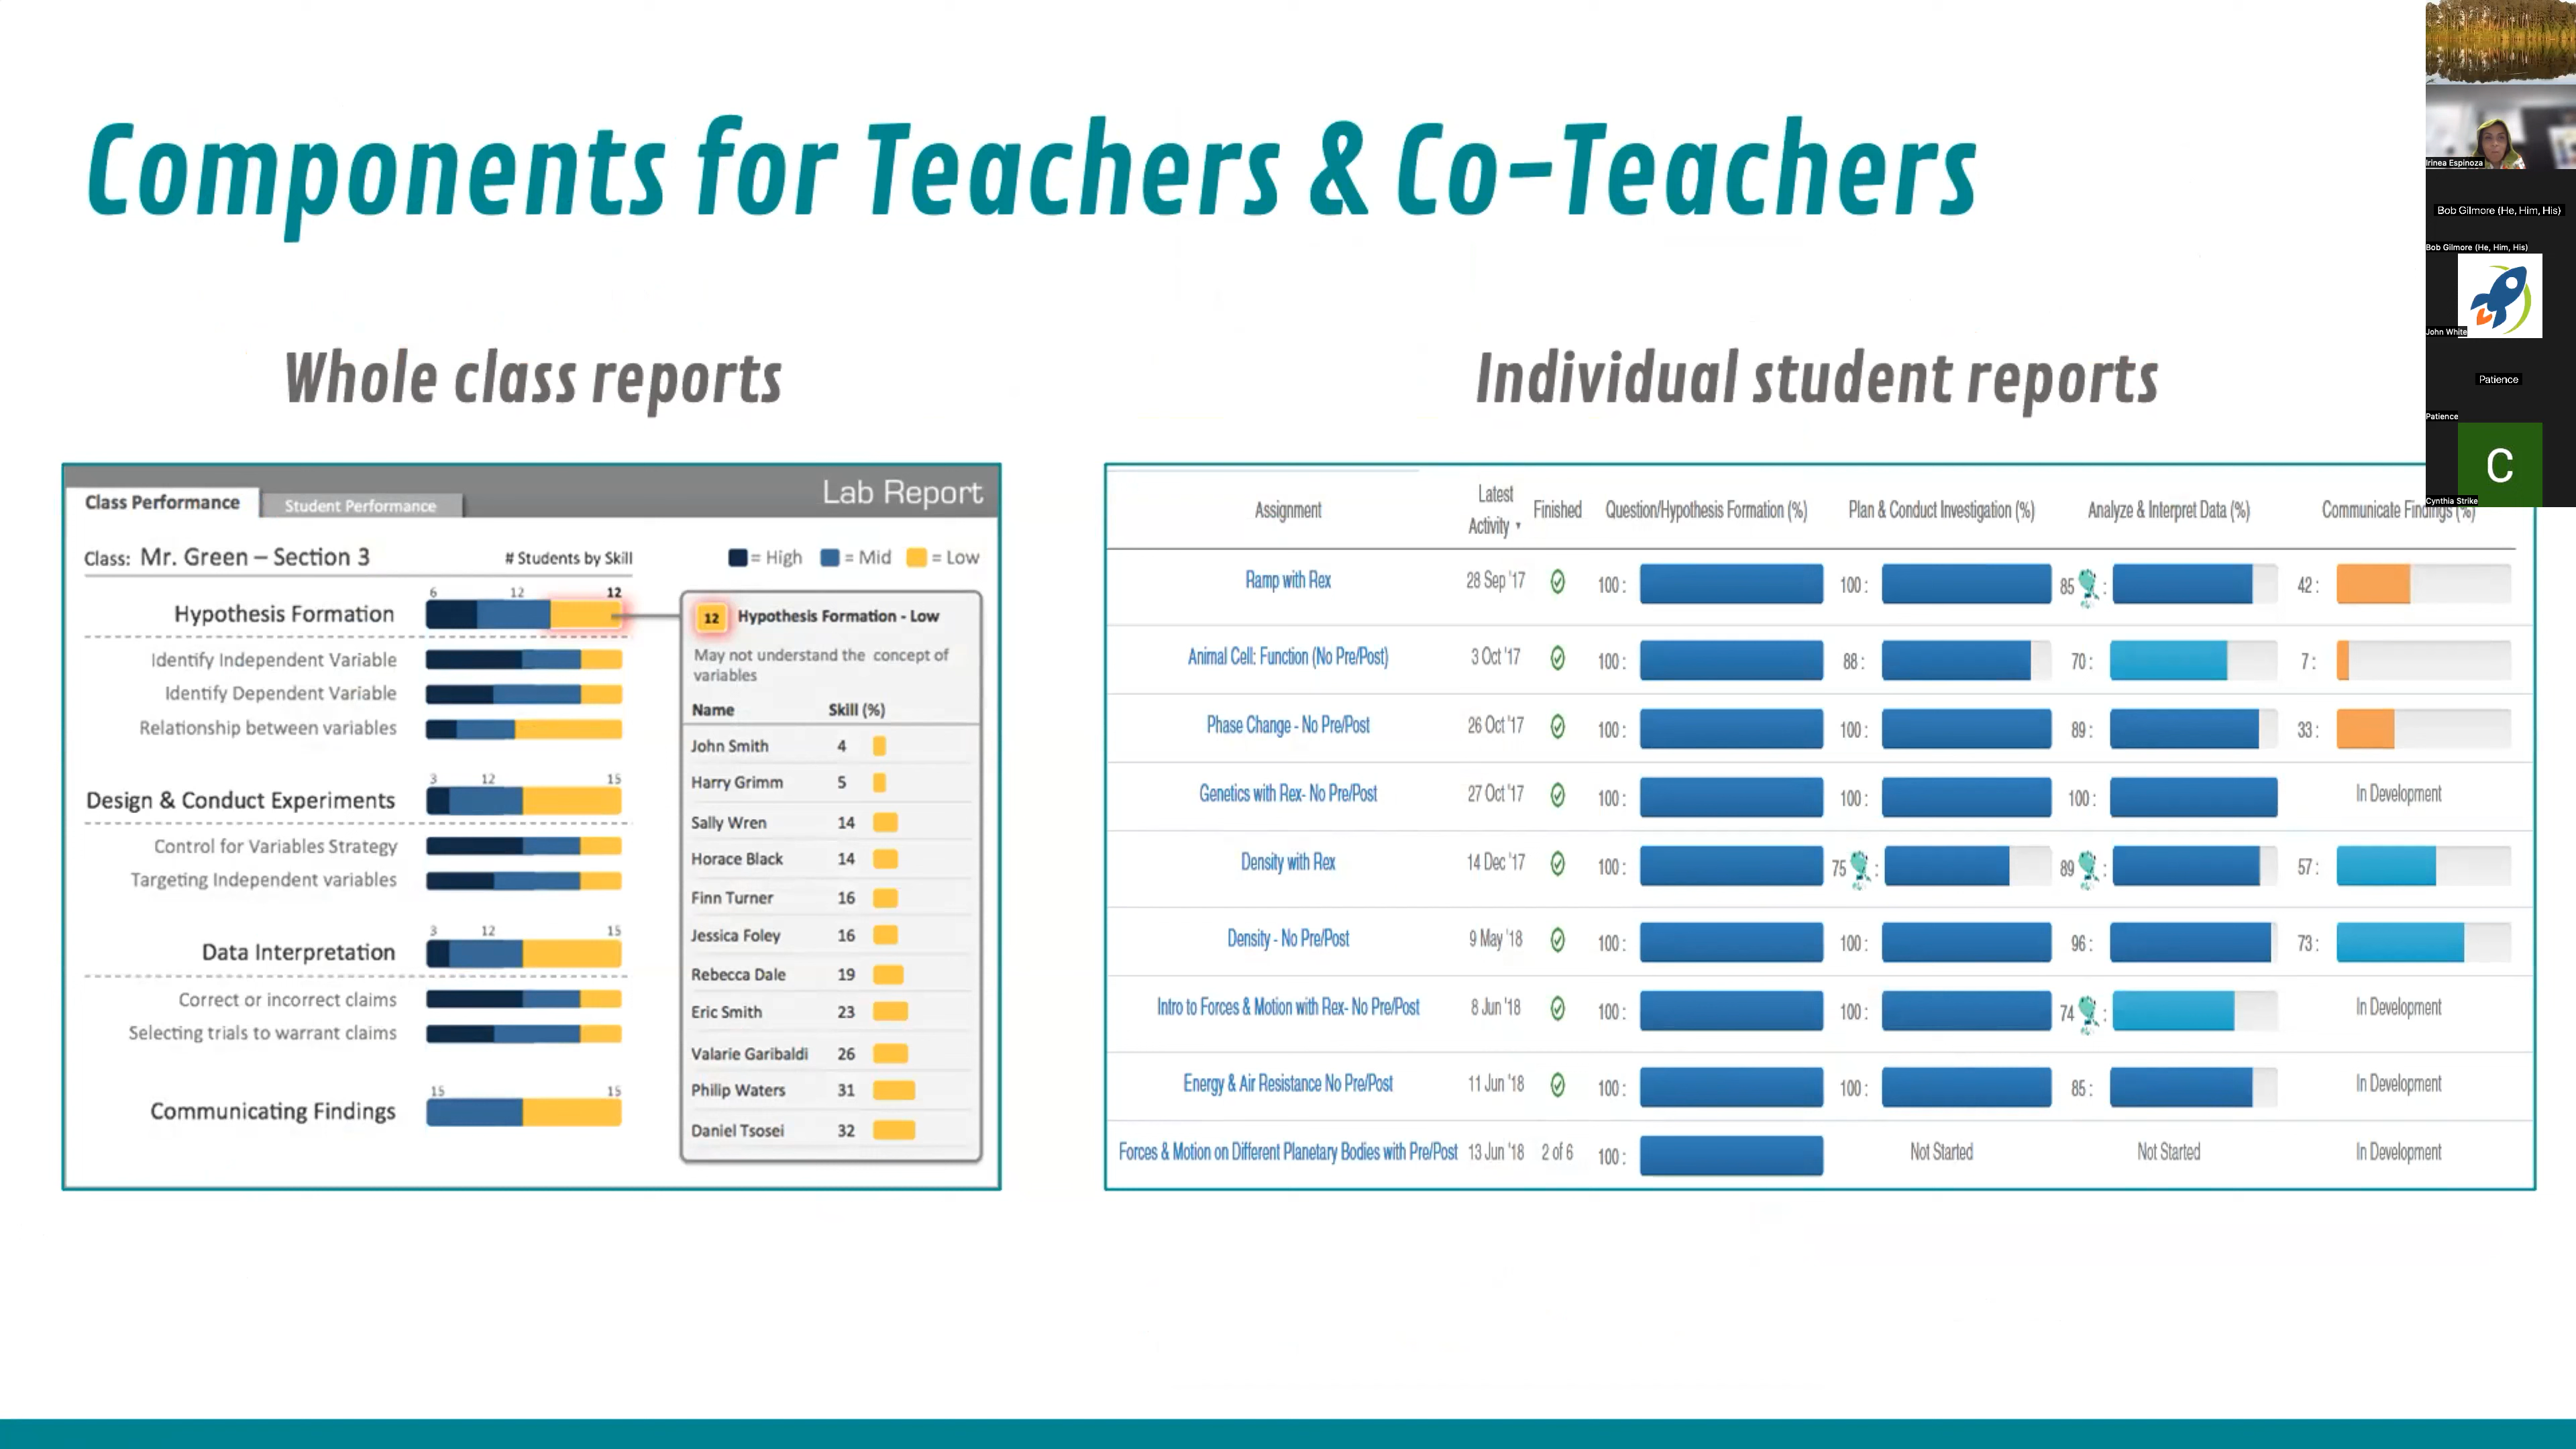 Components for Teachers & Co-Teachers
Whole class reports
Class Performance
Student Performance
Lab Report
Class: Mr. Green – Section 3
# Students by Skill
= High
= Mid
= Low
6 12 12
Hypothesis Formation
Identify Independent Variable
Identify Dependent Variable
Relationship between variables
3 12 15
Design & Conduct Experiments
Control for Variables Strategy
Targeting Independent variables
3 12 15
Data Interpretation
Correct or incorrect claims
Selecting trials to warrant claims
15 15
Communicating Findings
12 Hypothesis Formation - Low
May not understand the concept of
variables
Name Skill (%)
John Smith 4
Harry Grimm 5
Sally Wren 14
Horace Black 14
Finn Turner 16
Jessica Foley 16
Rebecca Dale 19
Eric Smith 23
Valarie Garibaldi 26
Philip Waters 31
Daniel Tsosei 32
Individual student reports
Assignment
Latest
Activity
Finished
Question/Hypothesis Formation (%)
Plan & Conduct Investigation (%)
Analyze & Interpret Data (%)
Communicate Findings (%)
Ramp with Rex 28 Sep '17 100: 100: 85 : 42:
Animal Cell: Function (No Pre/Post) 3 Oct '17 100: 88: 70: 7:
Phase Change - No Pre/Post 26 Oct '17 100: 100: 89: 33:
Genetics with Rex- No Pre/Post 27 Oct '17 100: 100: 100: In Development
Density with Rex 14 Dec '17 100: 75 : 89 : 57:
Density - No Pre/Post 9 May '18 100: 100: 96: 73:
Intro to Forces & Motion with Rex- No Pre/Post 8 Jun '18 100: 100: 74 : In Development
Energy & Air Resistance No Pre/Post 11 Jun '18 100: 100: 85: In Development
Forces & Motion on Different Planetary Bodies with Pre/Post 13 Jun '18 2 of 6 100: Not Started Not Started In Development
Irinea Espinoza
Bob Gilmore (He, Him, His)
Bob Gilmore (He, Him, His)
John White
Patience
Patience
C
Cynthia Strike